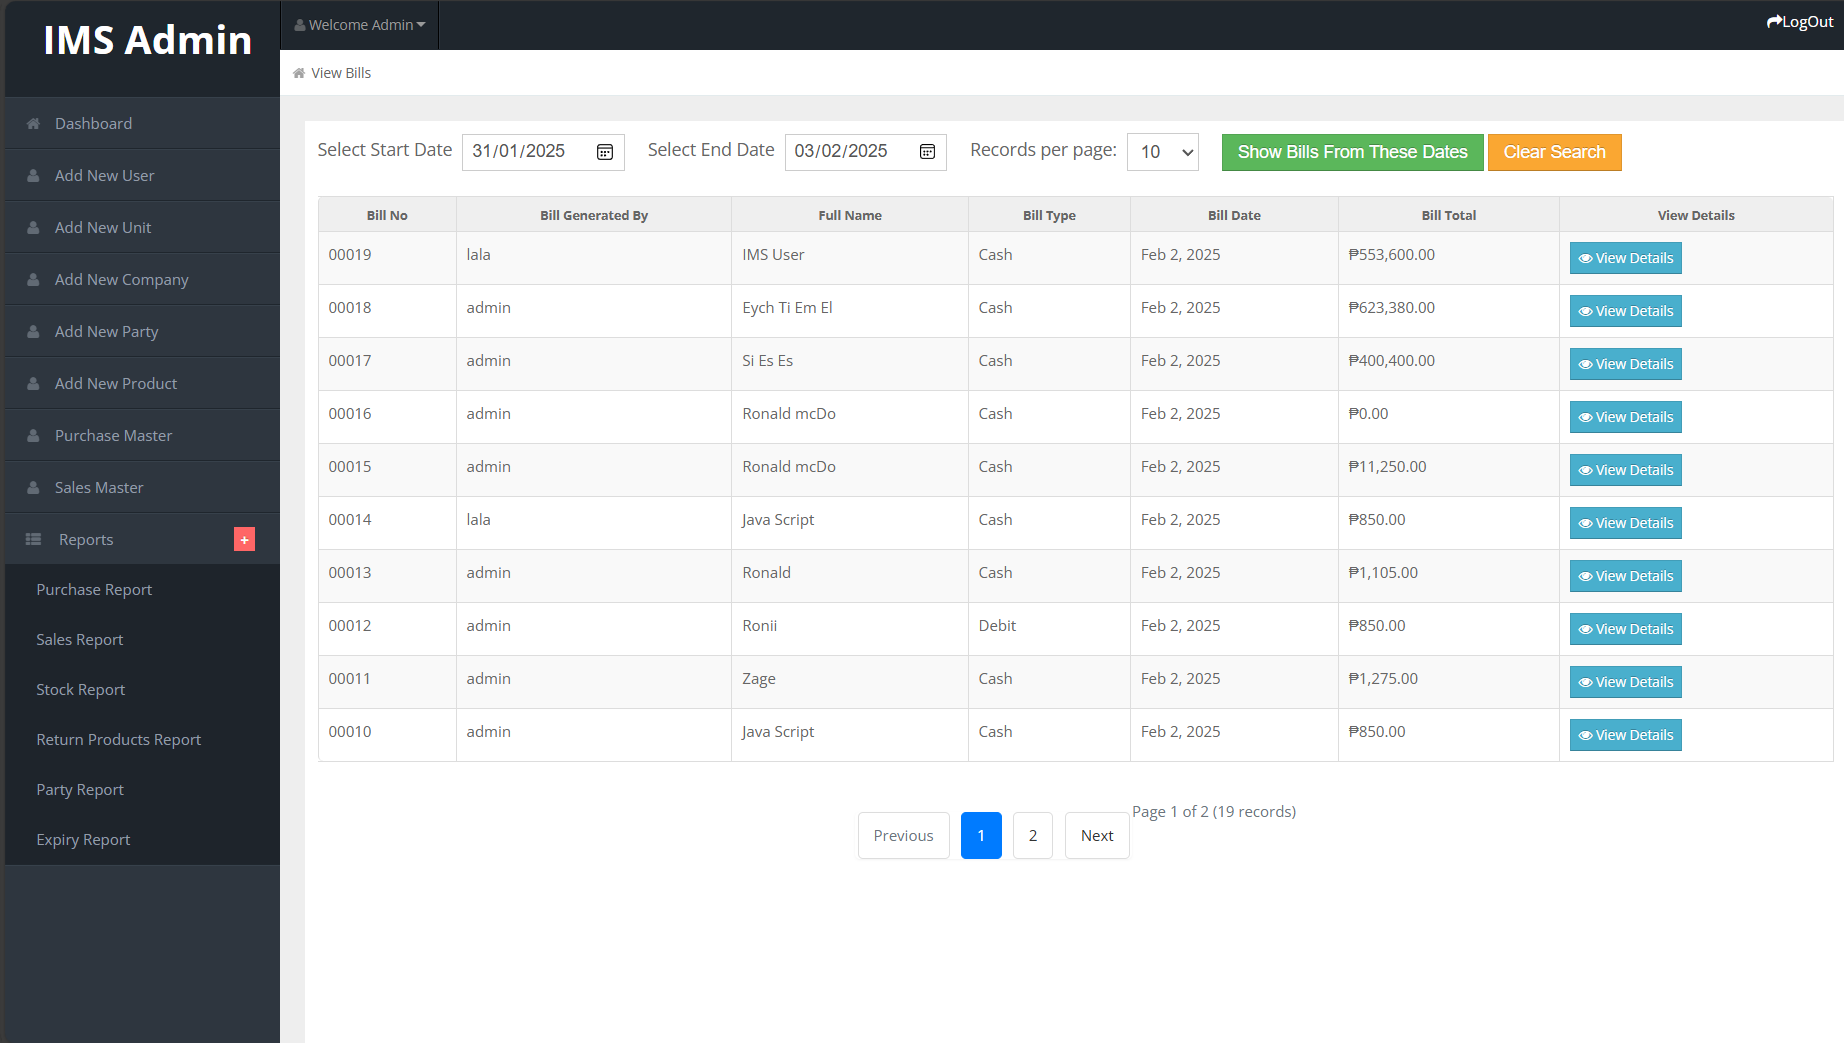 IMS Admin
Welcome Admin
LogOut
View Bills
Dashboard
Add New User
Add New Unit
Add New Company
Add New Party
Add New Product
Purchase Master
Sales Master
Reports +
Purchase Report
Sales Report
Stock Report
Return Products Report
Party Report
Expiry Report
Select Start Date 31/01/2025 Select End Date 03/02/2025 Records per page: 10 Show Bills From These Dates Clear Search
Bill No Bill Generated By Full Name Bill Type Bill Date Bill Total View Details
00019 lala IMS User Cash Feb 2, 2025 ₱553,600.00 View Details
00018 admin Eych Ti Em El Cash Feb 2, 2025 ₱623,380.00 View Details
00017 admin Si Es Es Cash Feb 2, 2025 ₱400,400.00 View Details
00016 admin Ronald mcDo Cash Feb 2, 2025 ₱0.00 View Details
00015 admin Ronald mcDo Cash Feb 2, 2025 ₱11,250.00 View Details
00014 lala Java Script Cash Feb 2, 2025 ₱850.00 View Details
00013 admin Ronald Cash Feb 2, 2025 ₱1,105.00 View Details
00012 admin Ronii Debit Feb 2, 2025 ₱850.00 View Details
00011 admin Zage Cash Feb 2, 2025 ₱1,275.00 View Details
00010 admin Java Script Cash Feb 2, 2025 ₱850.00 View Details
Previous 1 2 Next Page 1 of 2 (19 records)